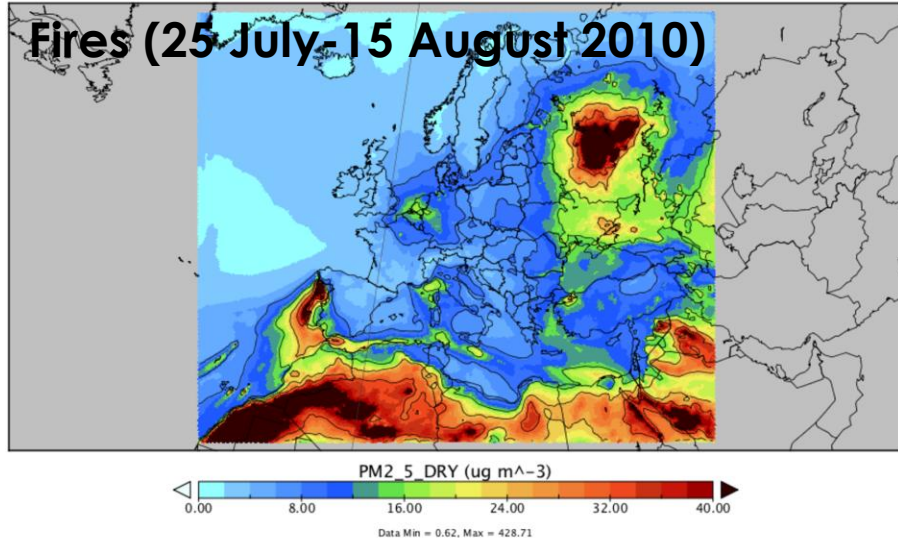 Fires (25 July-15 August 2010)
PM2_5_DRY (ug m^-3)
0.00 8.00 16.00 24.00 32.00 40.00
Data Min = 0.62, Max = 428.71